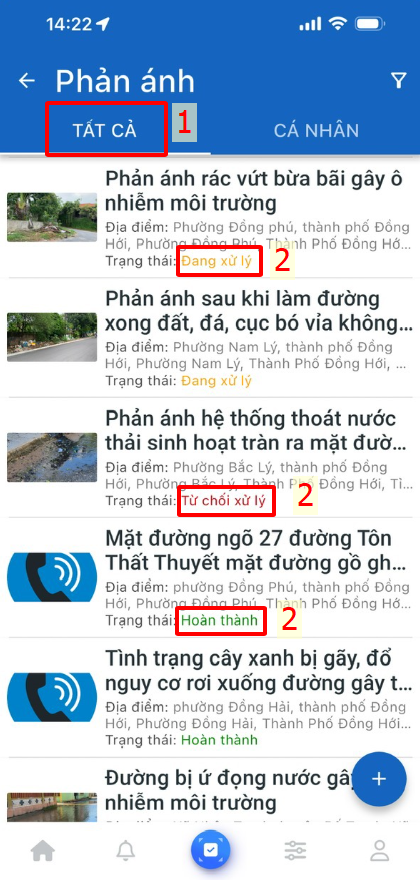 14:22
Phản ánh
TẤT CẢ
1
CÁ NHÂN
Phản ánh rác vứt bừa bãi gây ô
nhiễm môi trường
Địa điểm: Phường Đồng phú, thành phố Đồng
Hới, Phường Đồng Phú, Thành Phố Đồng Hớ...
Trạng thái: Đang xử lý
2
Phản ánh sau khi làm đường
xong đất, đá, cục bó vỉa không...
Địa điểm: Phường Nam Lý, thành phố Đồng
Hới, Phường Nam Lý, Thành Phố Đồng Hới, ...
Trạng thái: Đang xử lý
Phản ánh hệ thống thoát nước
thải sinh hoạt tràn ra mặt đườ...
Địa điểm: Phường Bắc Lý, thành phố Đồng
Hới, Phường Bắc Lý, Thành Phố Đồng Hới, Tỉ...
Trạng thái: Từ chối xử lý
2
Mặt đường ngõ 27 đường Tôn
Thất Thuyết mặt đường gồ gh...
Địa điểm: phường Đồng Phú, thành phố Đồng
Hới, Phường Đồng Phú, Thành Phố Đồng Hớ...
Trạng thái: Hoàn thành
2
Tình trạng cây xanh bị gãy, đổ
nguy cơ rơi xuống đường gây t...
Địa điểm: phường Đồng Hải, thành phố Đồng
Hới, Phường Đồng Hải, Thành Phố Đồng Hới...
Trạng thái: Hoàn thành
Đường bị ứ đọng nước gây
nhiễm môi trường